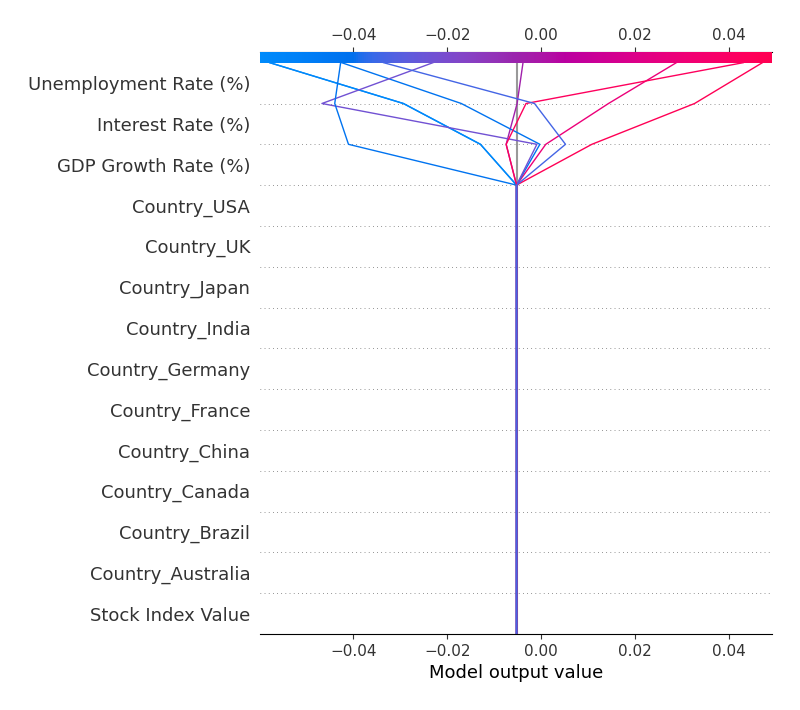 −0.04 −0.02 0.00 0.02 0.04
Unemployment Rate (%)
Interest Rate (%)
GDP Growth Rate (%)
Country_USA
Country_UK
Country_Japan
Country_India
Country_Germany
Country_France
Country_China
Country_Canada
Country_Brazil
Country_Australia
Stock Index Value
−0.04 −0.02 0.00 0.02 0.04
Model output value